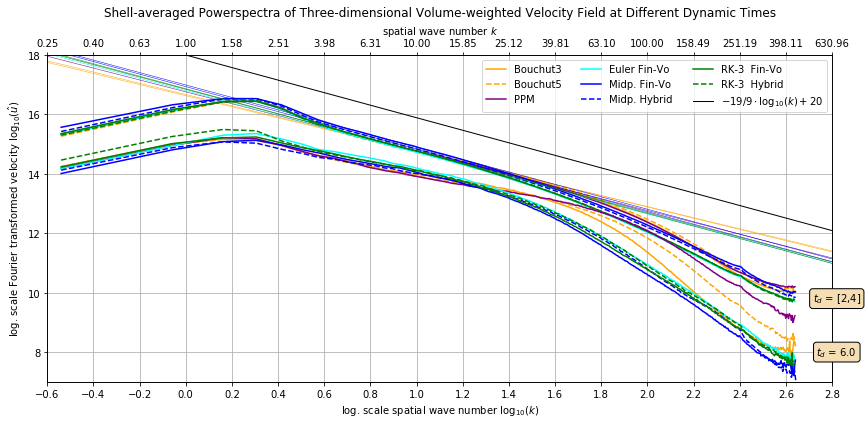 Shell-averaged Powerspectra of Three-dimensional Volume-weighted Velocity Field at Different Dynamic Times
spatial wave number k
0.25 0.40 0.63 1.00 1.58 2.51 3.98 6.31 10.00 15.85 25.12 39.81 63.10 100.00 158.49 251.19 398.11 630.96
18
16
14
12
10
8
log. scale Fourier transformed velocity log₁₀(û)
Bouchut3 Euler Fin-Vo RK-3 Fin-Vo
Bouchut5 Midp. Fin-Vo RK-3 Hybrid
PPM Midp. Hybrid −19/9 · log₁₀(k) + 20
t_d = [2,4]
t_d = 6.0
−0.6 −0.4 −0.2 0.0 0.2 0.4 0.6 0.8 1.0 1.2 1.4 1.6 1.8 2.0 2.2 2.4 2.6 2.8
log. scale spatial wave number log₁₀(k)